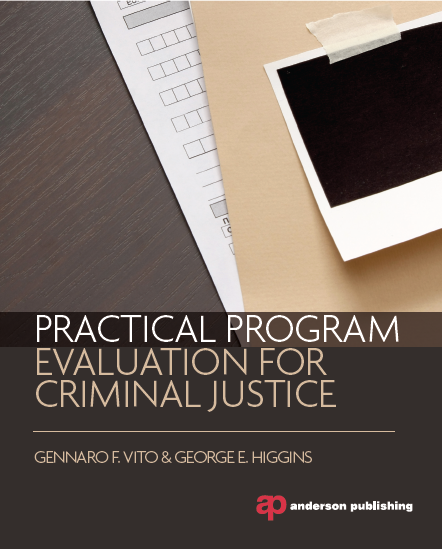 PRACTICAL PROGRAM
EVALUATION FOR
CRIMINAL JUSTICE
GENNARO F. VITO & GEORGE E. HIGGINS
ap anderson publishing